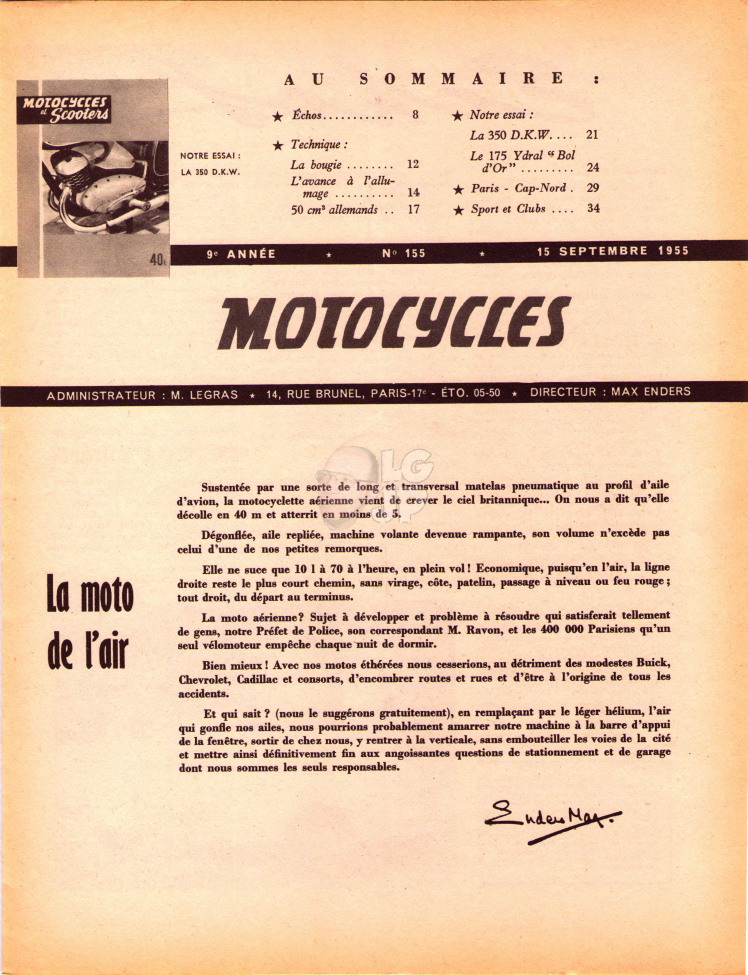 AU SOMMAIRE :
MOTOCYCLES
et Scooters
40F
NOTRE ESSAI :
LA 350 D.K.W.
★ Échos............ 8
★ Technique :
La bougie ........ 12
L'avance à l'allu-
mage .......... 14
50 cm³ allemands .. 17
★ Notre essai :
La 350 D.K.W.... 21
Le 175 Ydral “Bol
d'Or” ......... 24
★ Paris - Cap-Nord . 29
★ Sport et Clubs .... 34
9e ANNÉE ★ No 155 ★ 15 SEPTEMBRE 1955
MOTOCYCLES
ADMINISTRATEUR : M. LEGRAS ★ 14, RUE BRUNEL, PARIS-17e - ÉTO. 05-50 ★ DIRECTEUR : MAX ENDERS
LG
La moto
de l'air
Sustentée par une sorte de long et transversal matelas pneumatique au profil d'aile
d'avion, la motocyclette aérienne vient de crever le ciel britannique... On nous a dit qu'elle
décolle en 40 m et atterrit en moins de 5.
Dégonflée, aile repliée, machine volante devenue rampante, son volume n'excède pas
celui d'une de nos petites remorques.
Elle ne suce que 10 l à 70 à l'heure, en plein vol ! Economique, puisqu'en l'air, la ligne
droite reste le plus court chemin, sans virage, côte, patelin, passage à niveau ou feu rouge ;
tout droit, du départ au terminus.
La moto aérienne? Sujet à développer et problème à résoudre qui satisferait tellement
de gens, notre Préfet de Police, son correspondant M. Ravon, et les 400 000 Parisiens qu'un
seul vélomoteur empêche chaque nuit de dormir.
Bien mieux ! Avec nos motos éthérées nous cesserions, au détriment des modestes Buick,
Chevrolet, Cadillac et consorts, d'encombrer routes et rues et d'être à l'origine de tous les
accidents.
Et qui sait ? (nous le suggérons gratuitement), en remplaçant par le léger hélium, l'air
qui gonfle nos ailes, nous pourrions probablement amarrer notre machine à la barre d'appui
de la fenêtre, sortir de chez nous, y rentrer à la verticale, sans embouteiller les voies de la cité
et mettre ainsi définitivement fin aux angoissantes questions de stationnement et de garage
dont nous sommes les seuls responsables.
Enders Max.